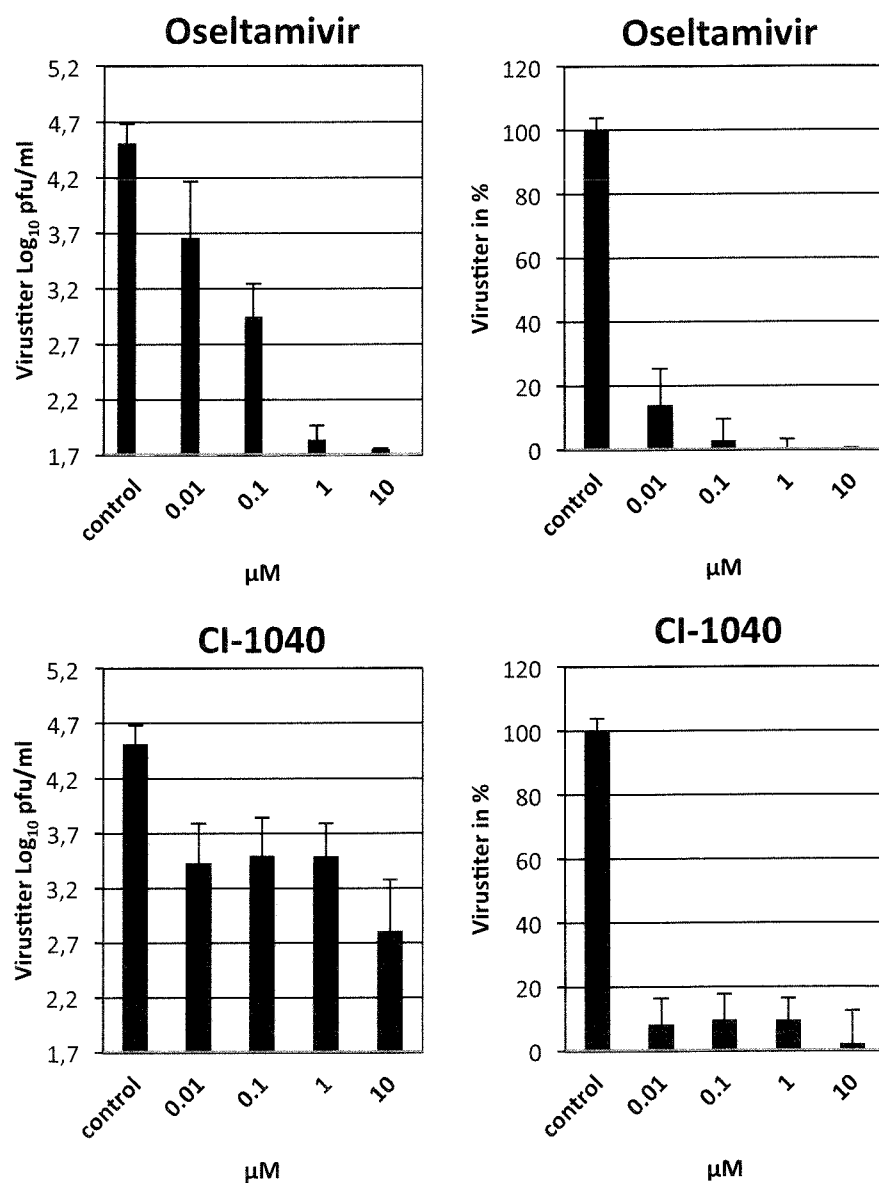 Oseltamivir
Virustiter Log₁₀ pfu/ml
5,2
4,7
4,2
3,7
3,2
2,7
2,2
1,7
control
0.01
0.1
1
10
µM
Oseltamivir
Virustiter in %
120
100
80
60
40
20
0
control
0.01
0.1
1
10
µM
CI-1040
Virustiter Log₁₀ pfu/ml
5,2
4,7
4,2
3,7
3,2
2,7
2,2
1,7
control
0.01
0.1
1
10
µM
CI-1040
Virustiter in %
120
100
80
60
40
20
0
control
0.01
0.1
1
10
µM